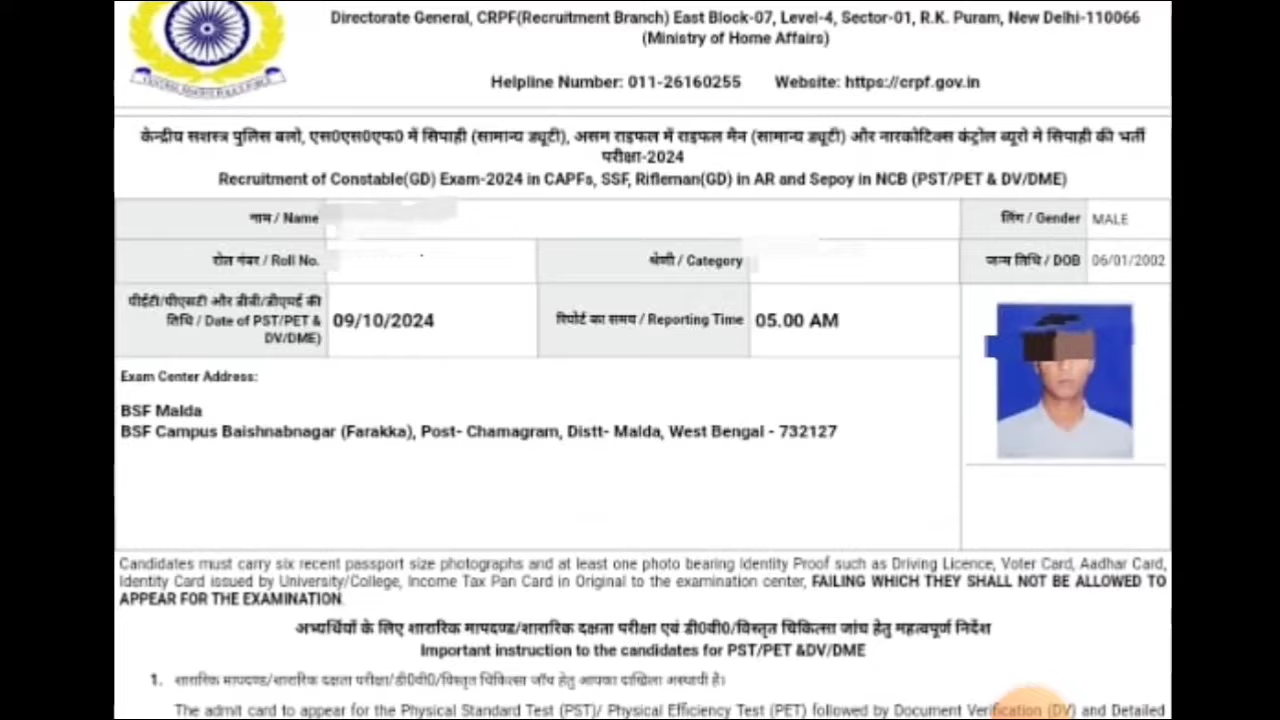 Directorate General, CRPF(Recruitment Branch) East Block-07, Level-4, Sector-01, R.K. Puram, New Delhi-110066
(Ministry of Home Affairs)
Helpline Number: 011-26160255 Website: https://crpf.gov.in
केन्द्रीय सशस्त्र पुलिस बलो, एस0एस0एफ0 में सिपाही (सामान्य ड्यूटी), असम राइफल में राइफल मैन (सामान्य ड्यूटी) और नारकोटिक्स कंट्रोल ब्यूरो मे सिपाही की भर्ती
परीक्षा-2024
Recruitment of Constable(GD) Exam-2024 in CAPFs, SSF, Rifleman(GD) in AR and Sepoy in NCB (PST/PET & DV/DME)
नाम / Name
लिंग / Gender MALE
रोल नंबर / Roll No.
श्रेणी / Category
जन्म तिथि / DOB 06/01/2002
पीईटी/पीएसटी और डीवी/डीएमई की
तिथि / Date of PST/PET &
DV/DME)
09/10/2024
रिपोर्ट का समय / Reporting Time 05.00 AM
Exam Center Address:
BSF Malda
BSF Campus Baishnabnagar (Farakka), Post- Chamagram, Distt- Malda, West Bengal - 732127
Candidates must carry six recent passport size photographs and at least one photo bearing Identity Proof such as Driving Licence, Voter Card, Aadhar Card,
Identity Card issued by University/College, Income Tax Pan Card in Original to the examination center, FAILING WHICH THEY SHALL NOT BE ALLOWED TO
APPEAR FOR THE EXAMINATION.
अभ्यर्थियों के लिए शारारिक मापदण्ड/शारारिक दक्षता परीक्षा एवं डी0वी0/विस्तृत चिकित्सा जांच हेतु महत्वपूर्ण निर्देश
Important instruction to the candidates for PST/PET &DV/DME
1. शारारिक मापदण्ड/शारारिक दक्षता परीक्षा/डी0वी0/विस्तृत चिकित्सा जाँच हेतु आपका दाखिला अस्थायी है।
The admit card to appear for the Physical Standard Test (PST)/ Physical Efficiency Test (PET) followed by Document Verification (DV) and Detailed